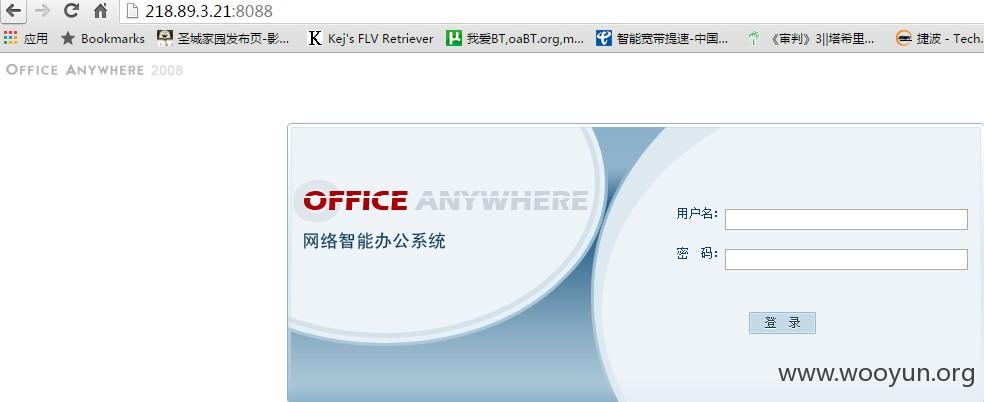 218.89.3.21:8088
应用 Bookmarks 圣城家园发布页-影... Kej's FLV Retriever 我爱BT,oaBT.org,m... 智能宽带提速-中国... 《审判》3||塔希里... 捷波 - Tech.
OFFICE ANYWHERE 2008
OFFICE ANYWHERE
网络智能办公系统
用户名：
密 码：
登 录
www.wooyun.org